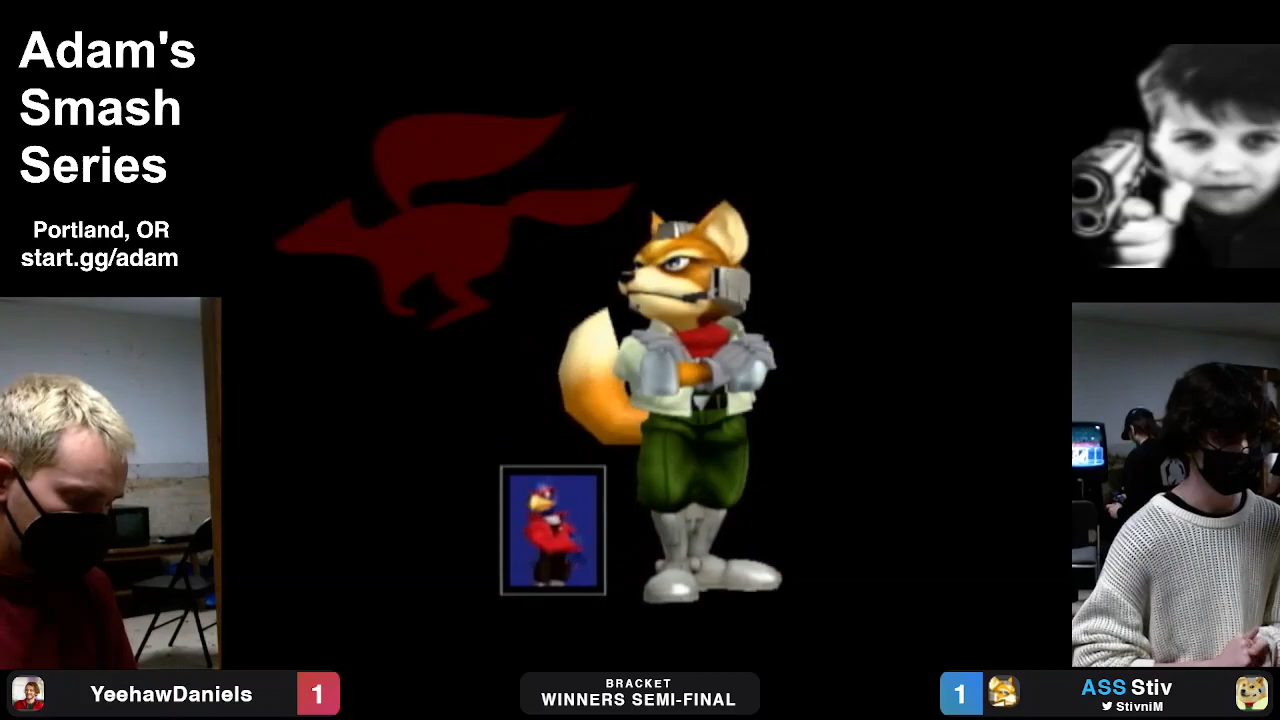 Adam's
Smash
Series
Portland, OR
start.gg/adam
YeehawDaniels
1
BRACKET
WINNERS SEMI-FINAL
1
ASS Stiv
StivniM